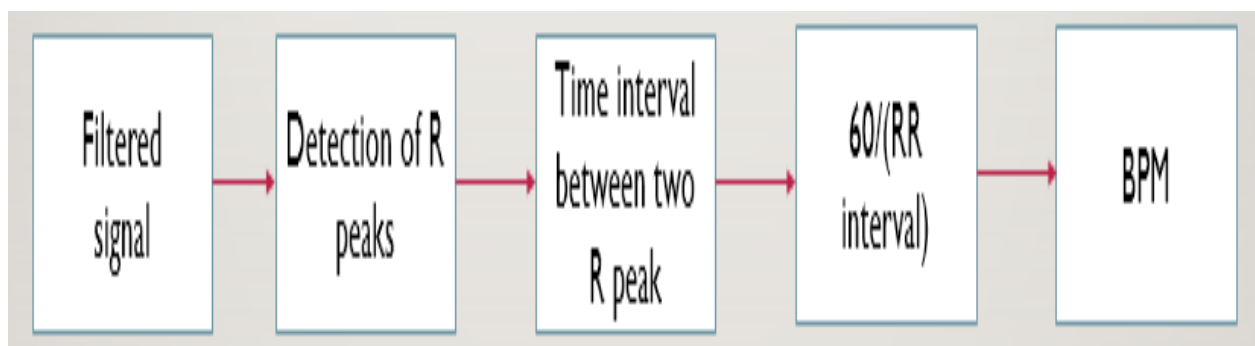 Filtered
signal
Detection of R
peaks
Time interval
between two
R peak
60/(RR
interval)
BPM